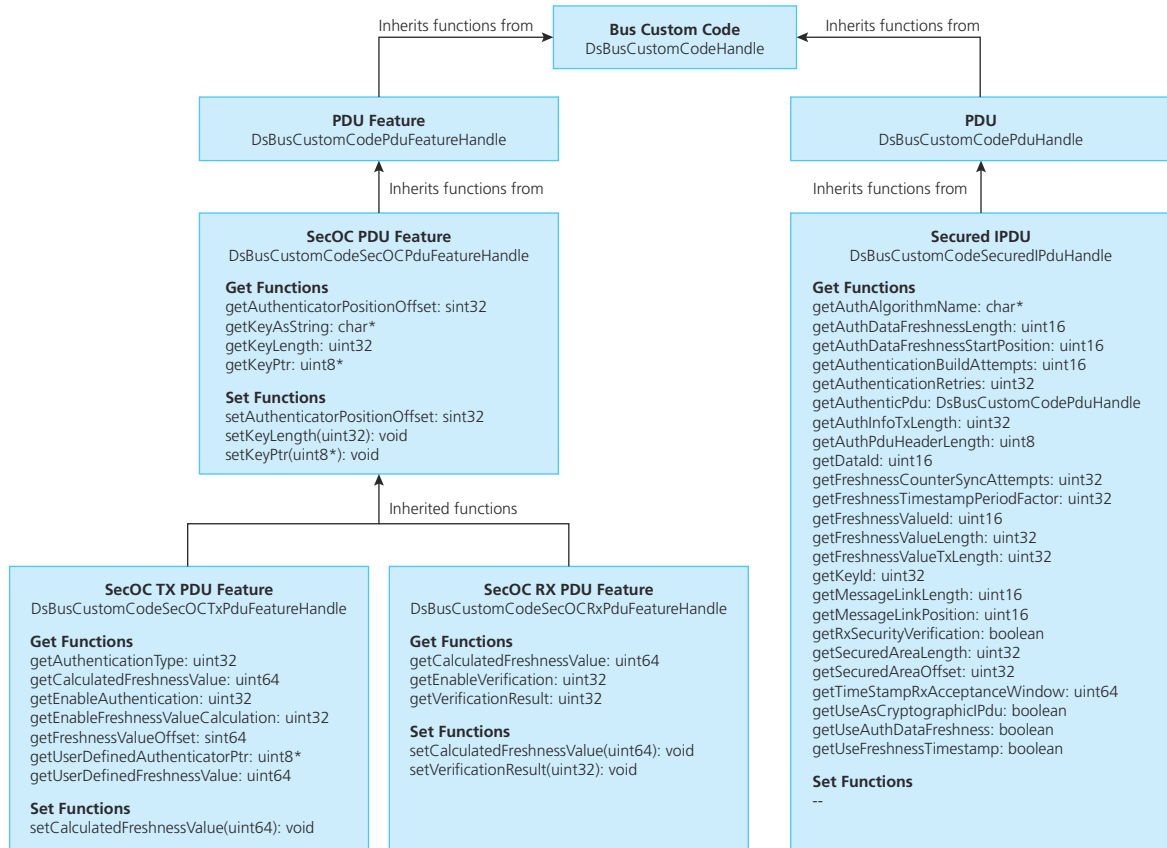 Inherits functions from
Bus Custom Code
DsBusCustomCodeHandle
Inherits functions from
PDU Feature
DsBusCustomCodePduFeatureHandle
PDU
DsBusCustomCodePduHandle
Inherits functions from
Inherits functions from
SecOC PDU Feature
DsBusCustomCodeSecOCPduFeatureHandle
Get Functions
getAuthenticatorPositionOffset: sint32
getKeyAsString: char*
getKeyLength: uint32
getKeyPtr: uint8*
Set Functions
setAuthenticatorPositionOffset: sint32
setKeyLength(uint32): void
setKeyPtr(uint8*): void
Inherited functions
SecOC TX PDU Feature
DsBusCustomCodeSecOCTxPduFeatureHandle
Get Functions
getAuthenticationType: uint32
getCalculatedFreshnessValue: uint64
getEnableAuthentication: uint32
getEnableFreshnessValueCalculation: uint32
getFreshnessValueOffset: sint64
getUserDefinedAuthenticatorPtr: uint8*
getUserDefinedFreshnessValue: uint64
Set Functions
setCalculatedFreshnessValue(uint64): void
SecOC RX PDU Feature
DsBusCustomCodeSecOCRxPduFeatureHandle
Get Functions
getCalculatedFreshnessValue: uint64
getEnableVerification: uint32
getVerificationResult: uint32
Set Functions
setCalculatedFreshnessValue(uint64): void
setVerificationResult(uint32): void
Secured IPDU
DsBusCustomCodeSecuredIPduHandle
Get Functions
getAuthAlgorithmName: char*
getAuthDataFreshnessLength: uint16
getAuthDataFreshnessStartPosition: uint16
getAuthenticationBuildAttempts: uint16
getAuthenticationRetries: uint32
getAuthenticPdu: DsBusCustomCodePduHandle
getAuthInfoTxLength: uint32
getAuthPduHeaderLength: uint8
getDataId: uint16
getFreshnessCounterSyncAttempts: uint32
getFreshnessTimestampPeriodFactor: uint32
getFreshnessValueId: uint16
getFreshnessValueLength: uint32
getFreshnessValueTxLength: uint32
getKeyId: uint32
getMessageLinkLength: uint16
getMessageLinkPosition: uint16
getRxSecurityVerification: boolean
getSecuredAreaLength: uint32
getSecuredAreaOffset: uint32
getTimeStampRxAcceptanceWindow: uint64
getUseAsCryptographicIPdu: boolean
getUseAuthDataFreshness: boolean
getUseFreshnessTimestamp: boolean
Set Functions
--